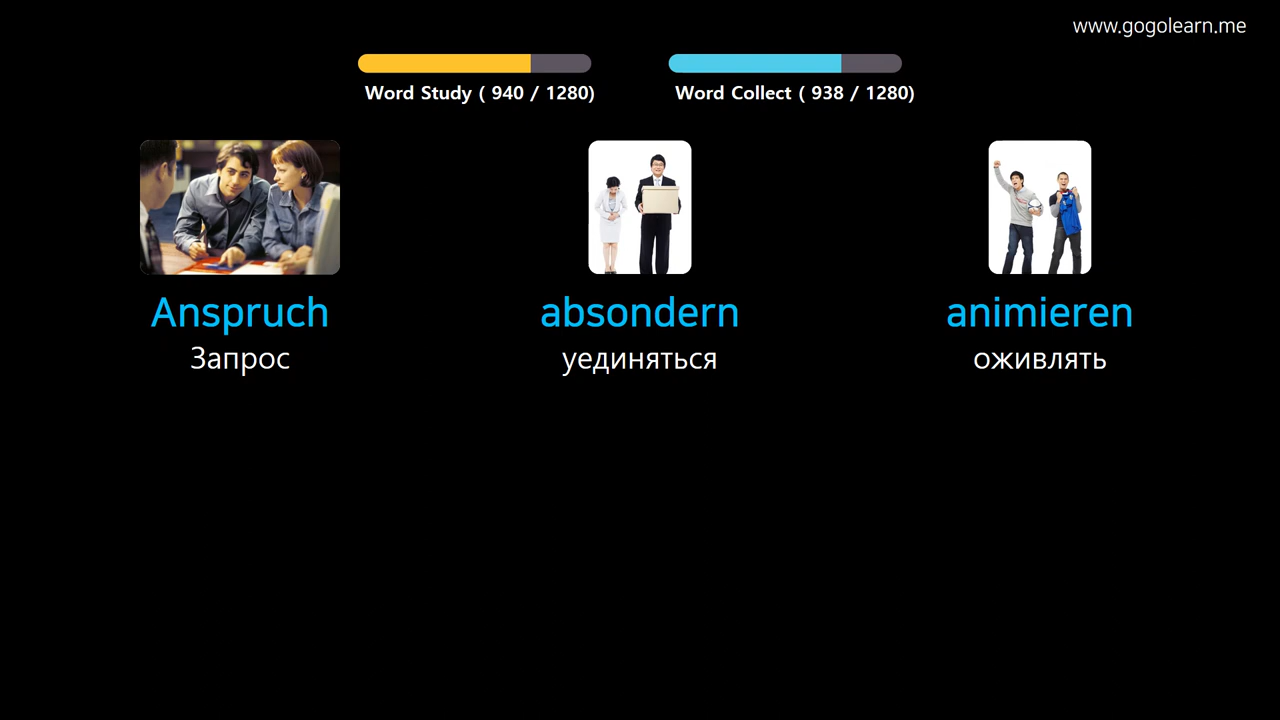 www.gogolearn.me
Word Study ( 940 / 1280)
Word Collect ( 938 / 1280)
Anspruch
Запрос
absondern
уединяться
animieren
оживлять